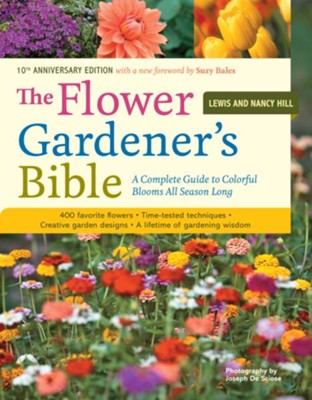 10TH ANNIVERSARY EDITION with a new foreword by Suzy Bales
The Flower
LEWIS AND NANCY HILL
Gardener's
Bible
A Complete Guide to Colorful
Blooms All Season Long
400 favorite flowers • Time-tested techniques •
Creative garden designs • A lifetime of gardening wisdom
Photography by
Joseph De Sciose